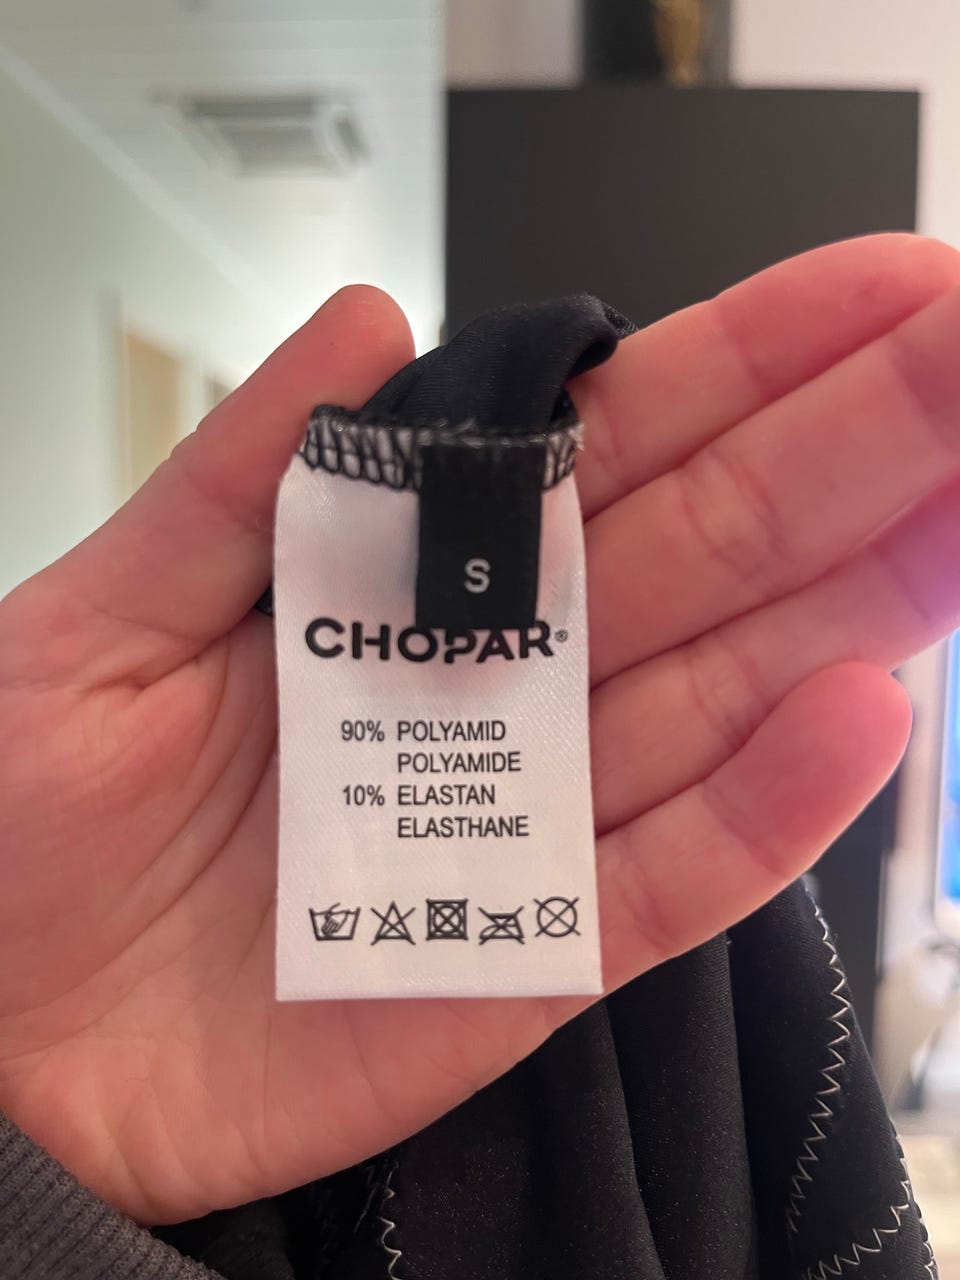 S
CHOPAR®
90% POLYAMID
POLYAMIDE
10% ELASTAN
ELASTHANE